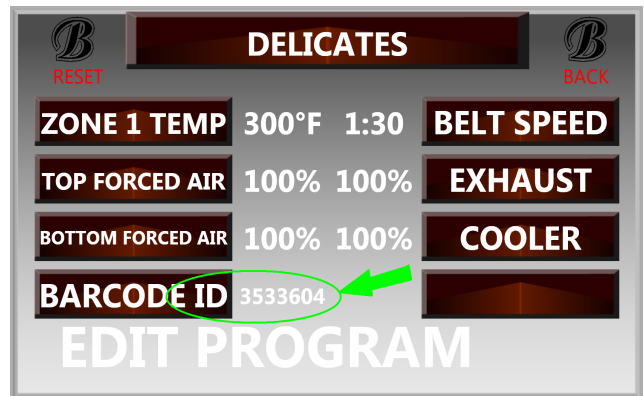 B DELICATES B
RESET BACK
ZONE 1 TEMP 300°F 1:30 BELT SPEED
TOP FORCED AIR 100% 100% EXHAUST
BOTTOM FORCED AIR 100% 100% COOLER
BARCODE ID 3533604
EDIT PROGRAM